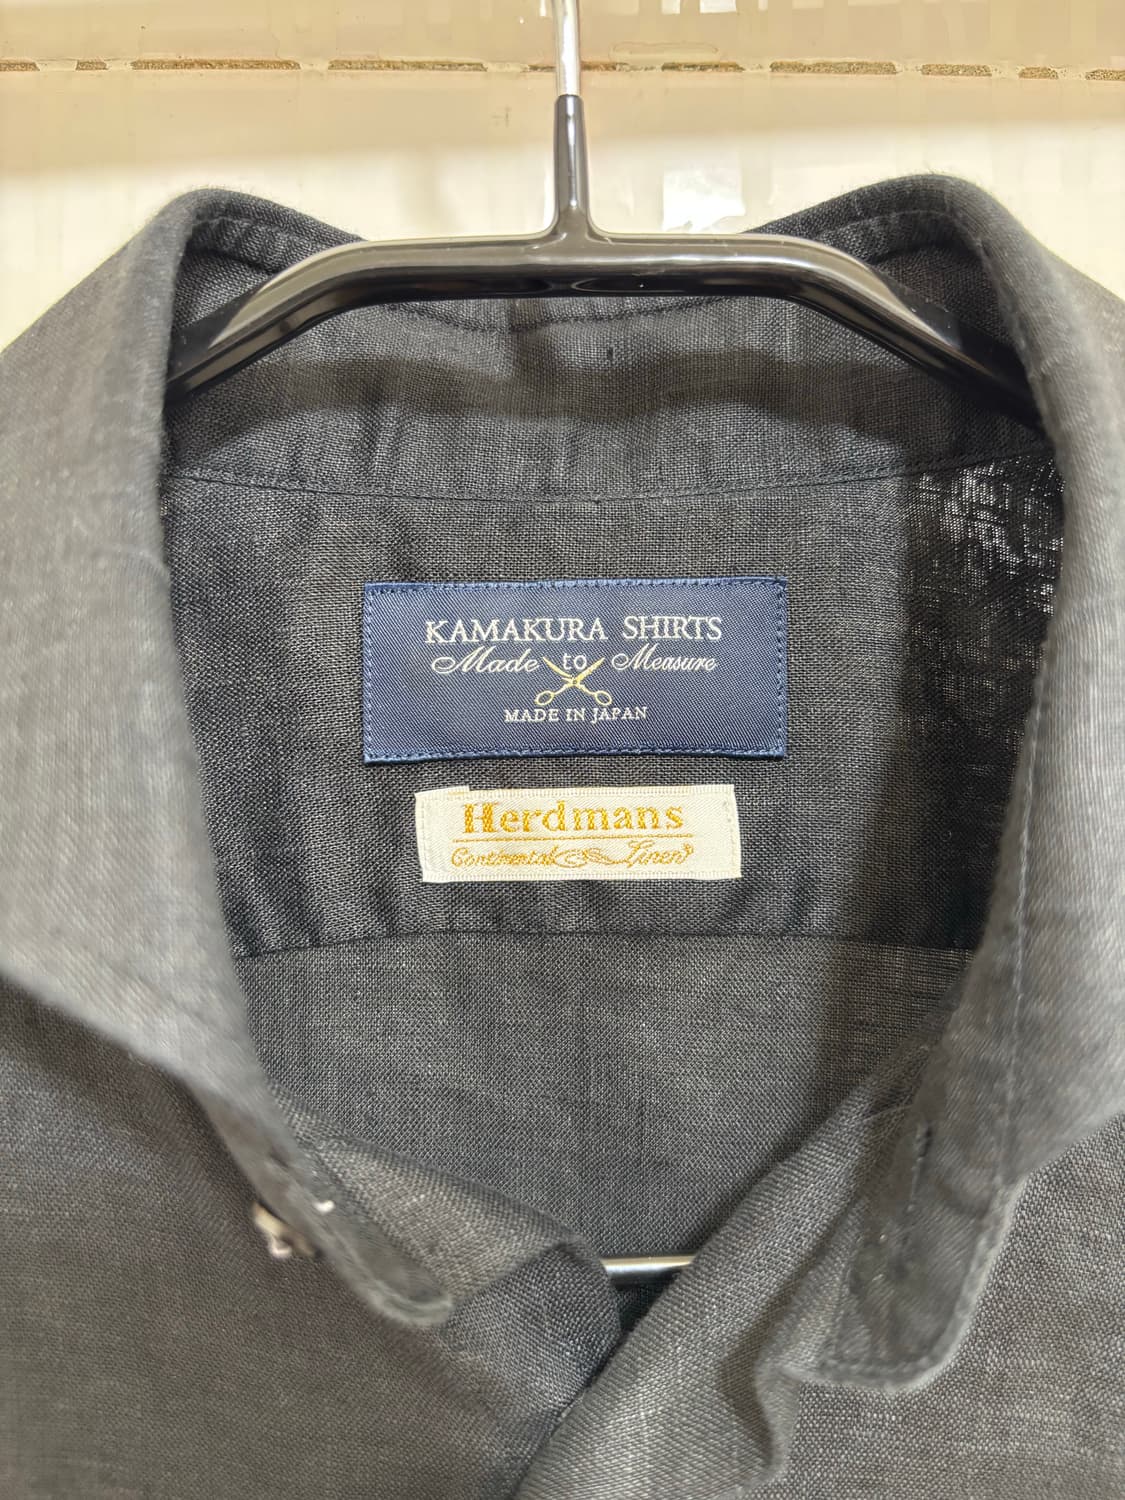 KAMAKURA SHIRTS
Made to Measure
MADE IN JAPAN
Herdmans
Continental Linen